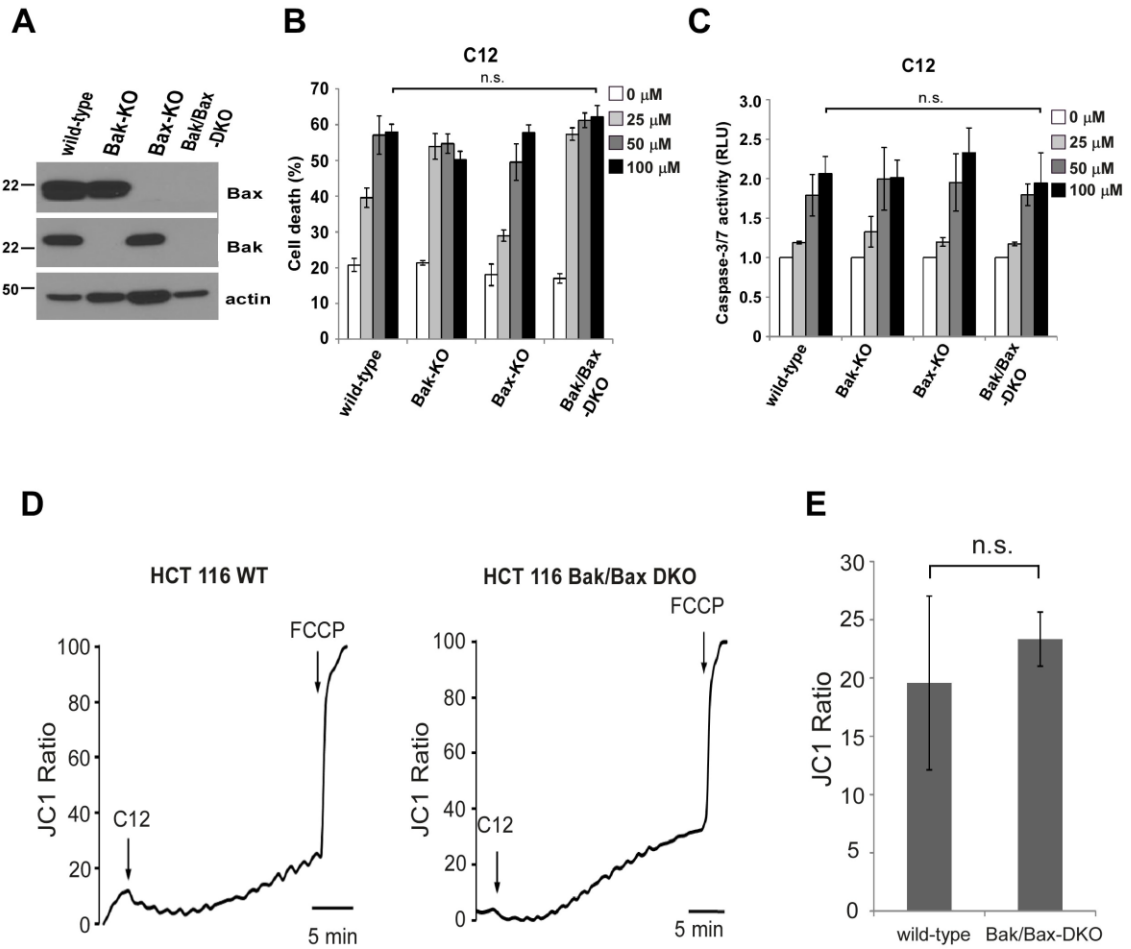 A
wild-type
Bak-KO
Bax-KO
Bak/Bax
-DKO
22
Bax
22
Bak
50
actin
B
C12
n.s.
70
60
50
40
30
20
10
0
Cell death (%)
0 μM
25 μM
50 μM
100 μM
wild-type
Bak-KO
Bax-KO
Bak/Bax
-DKO
C
C12
n.s.
3.0
2.5
2.0
1.5
1.0
0.5
0
Caspase-3/7 activity (RLU)
0 μM
25 μM
50 μM
100 μM
wild-type
Bak-KO
Bax-KO
Bak/Bax
-DKO
D
HCT 116 WT
FCCP
100
80
60
40
20
0
JC1 Ratio
C12
5 min
HCT 116 Bak/Bax DKO
FCCP
100
80
60
40
20
0
JC1 Ratio
C12
5 min
E
n.s.
30
25
20
15
10
5
0
JC1 Ratio
wild-type
Bak/Bax-DKO